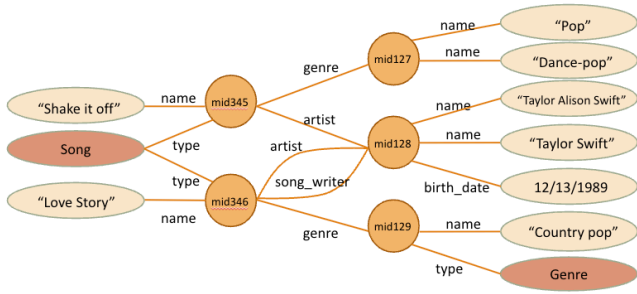 name
"Pop"
genre
mid127
name
"Dance-pop"
"Shake it off"
name
mid345
name
"Taylor Alison Swift"
artist
Song
type
artist
mid128
name
"Taylor Swift"
type
song_writer
birth_date
12/13/1989
"Love Story"
name
mid346
genre
mid129
name
"Country pop"
type
Genre